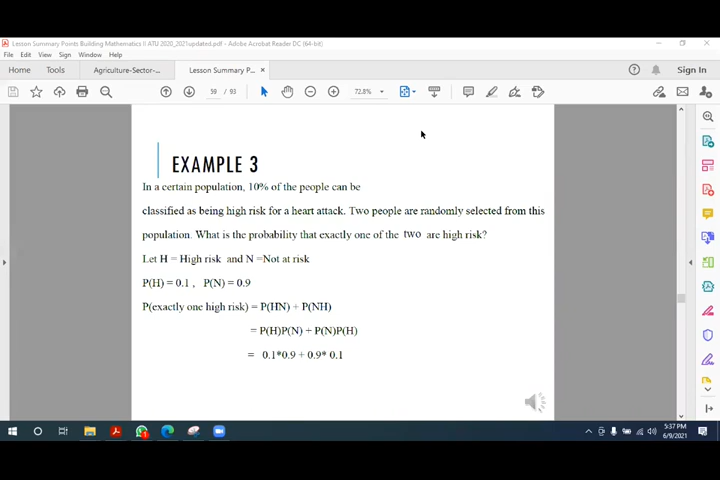 Lesson Summary Points Building Mathematics II ATU 2020_2021updated.pdf - Adobe Acrobat Reader DC (64-bit)
File Edit View Sign Window Help
Home Tools Agriculture-Sector-... Lesson Summary P... × Sign In
59 / 93 72.8%
EXAMPLE 3
In a certain population, 10% of the people can be
classified as being high risk for a heart attack. Two people are randomly selected from this
population. What is the probability that exactly one of the two are high risk?
Let H = High risk and N =Not at risk
P(H) = 0.1 , P(N) = 0.9
P(exactly one high risk) = P(HN) + P(NH)
= P(H)P(N) + P(N)P(H)
= 0.1*0.9 + 0.9* 0.1
5:37 PM
6/9/2021